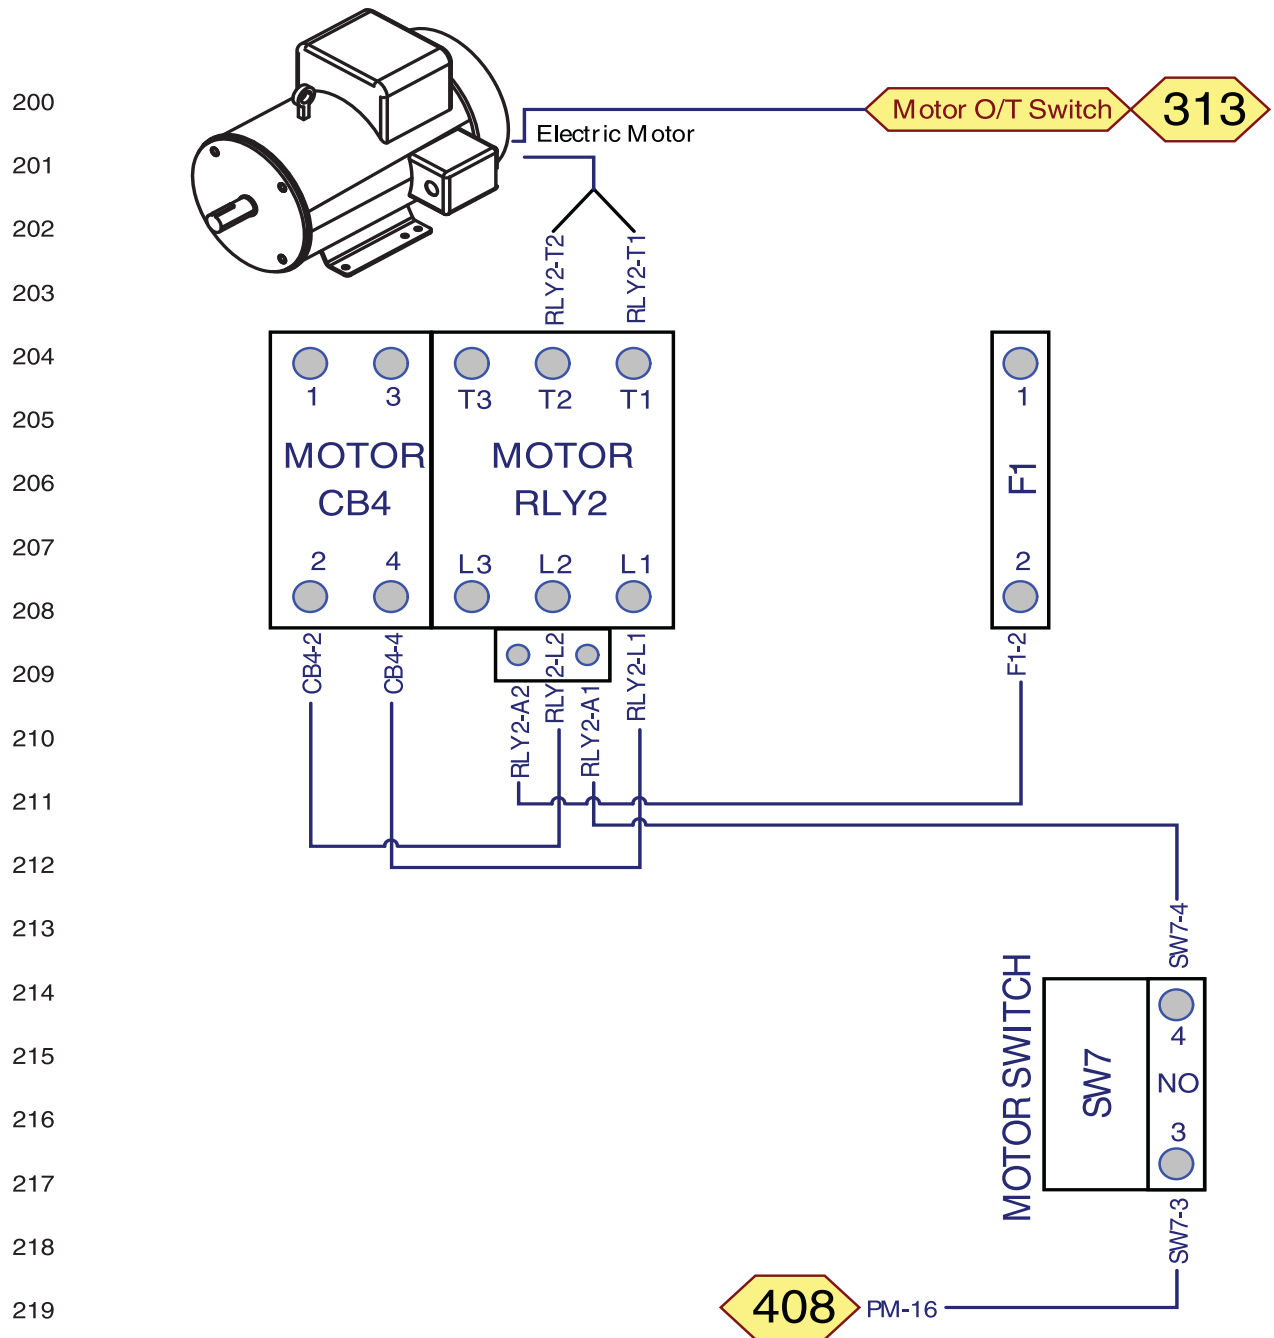 200
Motor O/T Switch 313
Electric Motor
201
202
RLY2-T2 RLY2-T1
203
204
1 3 T3 T2 T1 1
205
MOTOR MOTOR
206
CB4 RLY2 F1
207
2 4 L3 L2 L1 2
208
CB4-2 CB4-4 RLY2-L2 RLY2-L1 F1-2
209
RLY2-A2 RLY2-A1
210
211
212
213
SW7-4
214
4
215
MOTOR SWITCH SW7 NO
216
3
217
218
SW7-3
219
408 PM-16